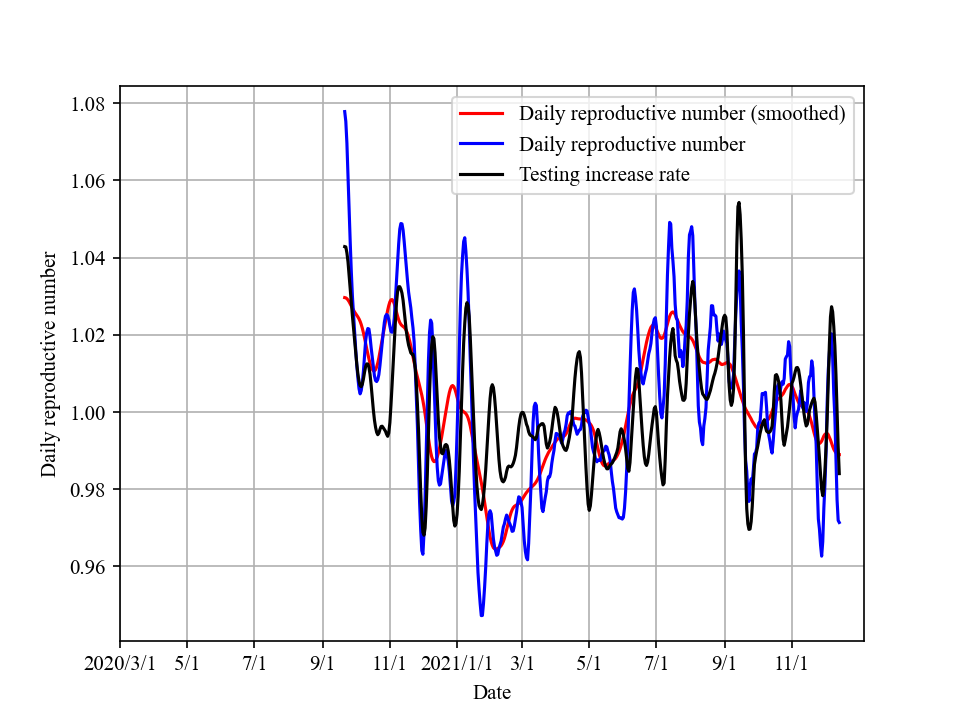 Daily reproductive number (smoothed)
Daily reproductive number
Testing increase rate
Daily reproductive number
1.08
1.06
1.04
1.02
1.00
0.98
0.96
2020/3/1 5/1 7/1 9/1 11/1 2021/1/1 3/1 5/1 7/1 9/1 11/1
Date